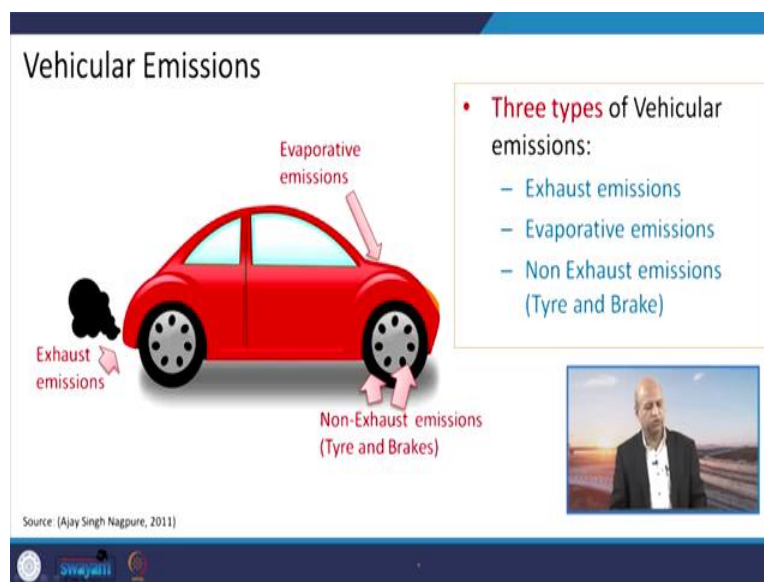 Vehicular Emissions
Evaporative
emissions
Exhaust
emissions
Non-Exhaust emissions
(Tyre and Brakes)
• Three types of Vehicular
emissions:
– Exhaust emissions
– Evaporative emissions
– Non Exhaust emissions
(Tyre and Brake)
Source: (Ajay Singh Nagpure, 2011)
swayam